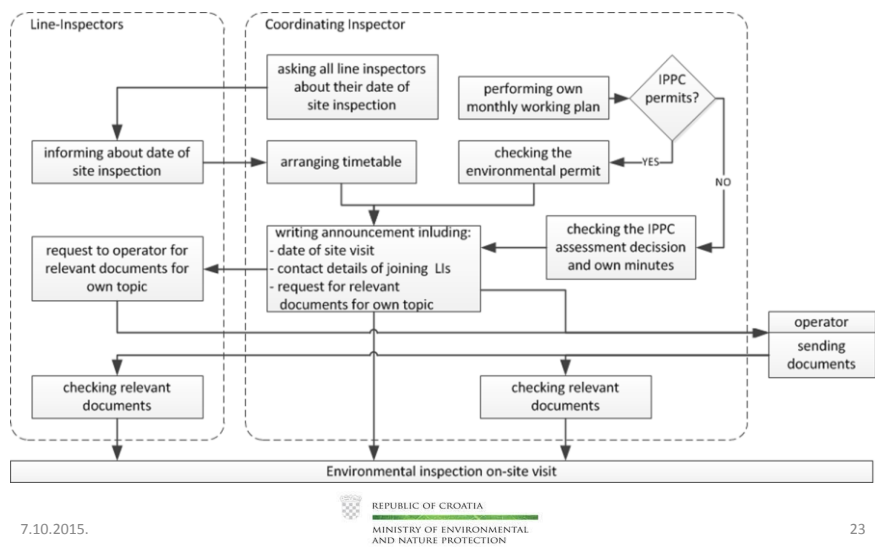 Line-Inspectors
Coordinating Inspector
asking all line inspectors
about their date of
site inspection
performing own
monthly working plan
IPPC
permits?
informing about date of
site inspection
arranging timetable
checking the
environmental permit
YES
NO
writing announcement inluding:
- date of site visit
- contact details of joining LIs
- request for relevant
documents for own topic
checking the IPPC
assessment decission
and own minutes
request to operator for
relevant documents for
own topic
operator
sending
documents
checking relevant
documents
checking relevant
documents
Environmental inspection on-site visit
7.10.2015.
REPUBLIC OF CROATIA
MINISTRY OF ENVIRONMENTAL
AND NATURE PROTECTION
23